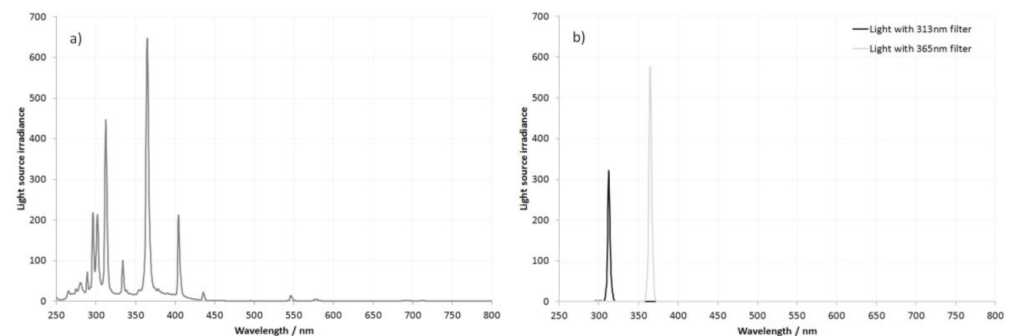 a)
Light source irradiance
700
600
500
400
300
200
100
0
250 300 350 400 450 500 550 600 650 700 750 800
Wavelength / nm
b)
Light with 313nm filter
Light with 365nm filter
Light source irradiance
700
600
500
400
300
200
100
0
250 300 350 400 450 500 550 600 650 700 750 800
Wavelength / nm